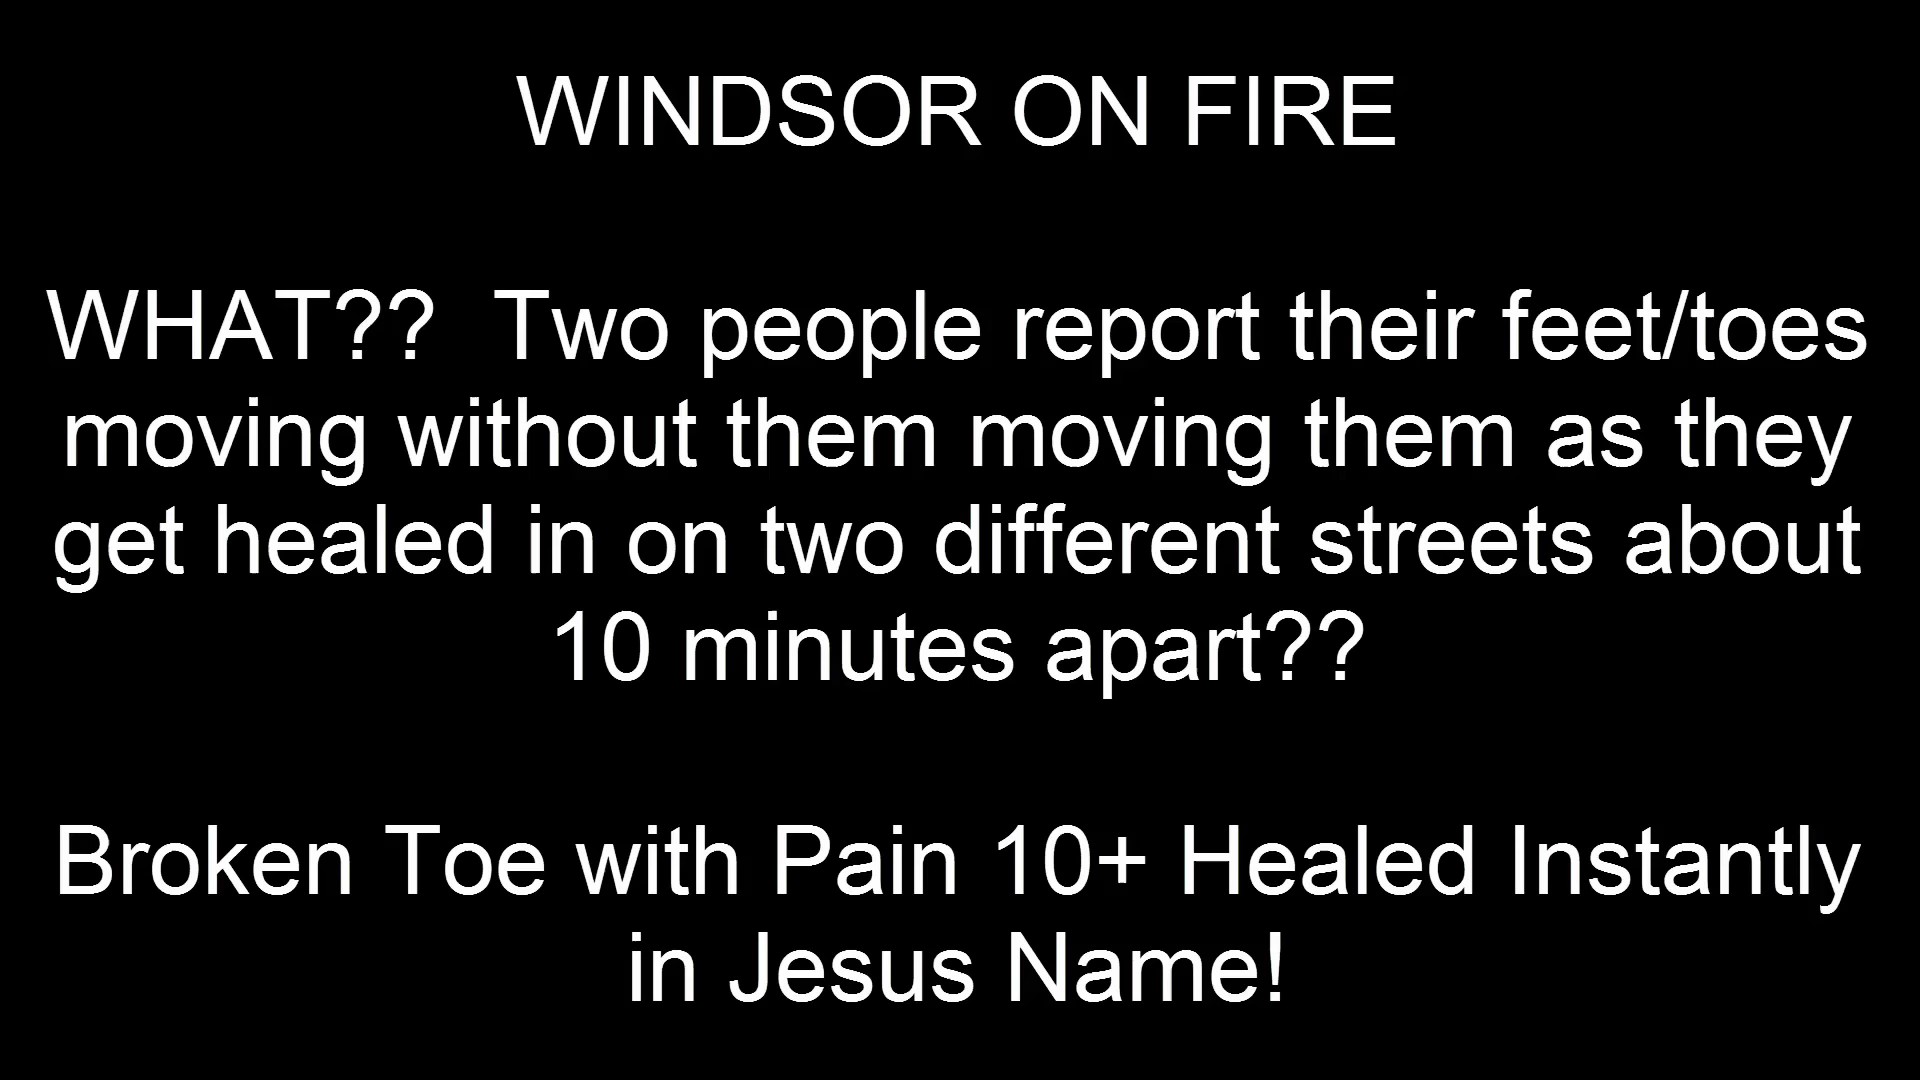 WINDSOR ON FIRE
WHAT??  Two people report their feet/toes
moving without them moving them as they
get healed in on two different streets about
10 minutes apart??
Broken Toe with Pain 10+ Healed Instantly
in Jesus Name!